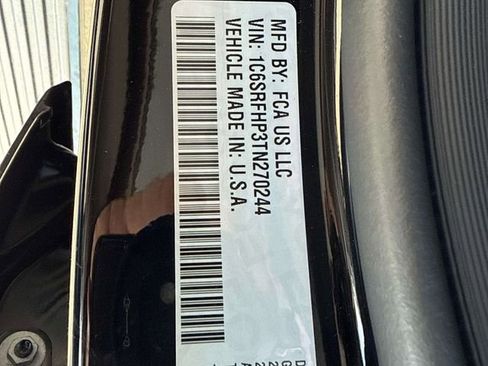 MFD BY: FCA US LLC
VIN: 1C6SRFHP3TN270244
VEHICLE MADE IN: U.S.A.